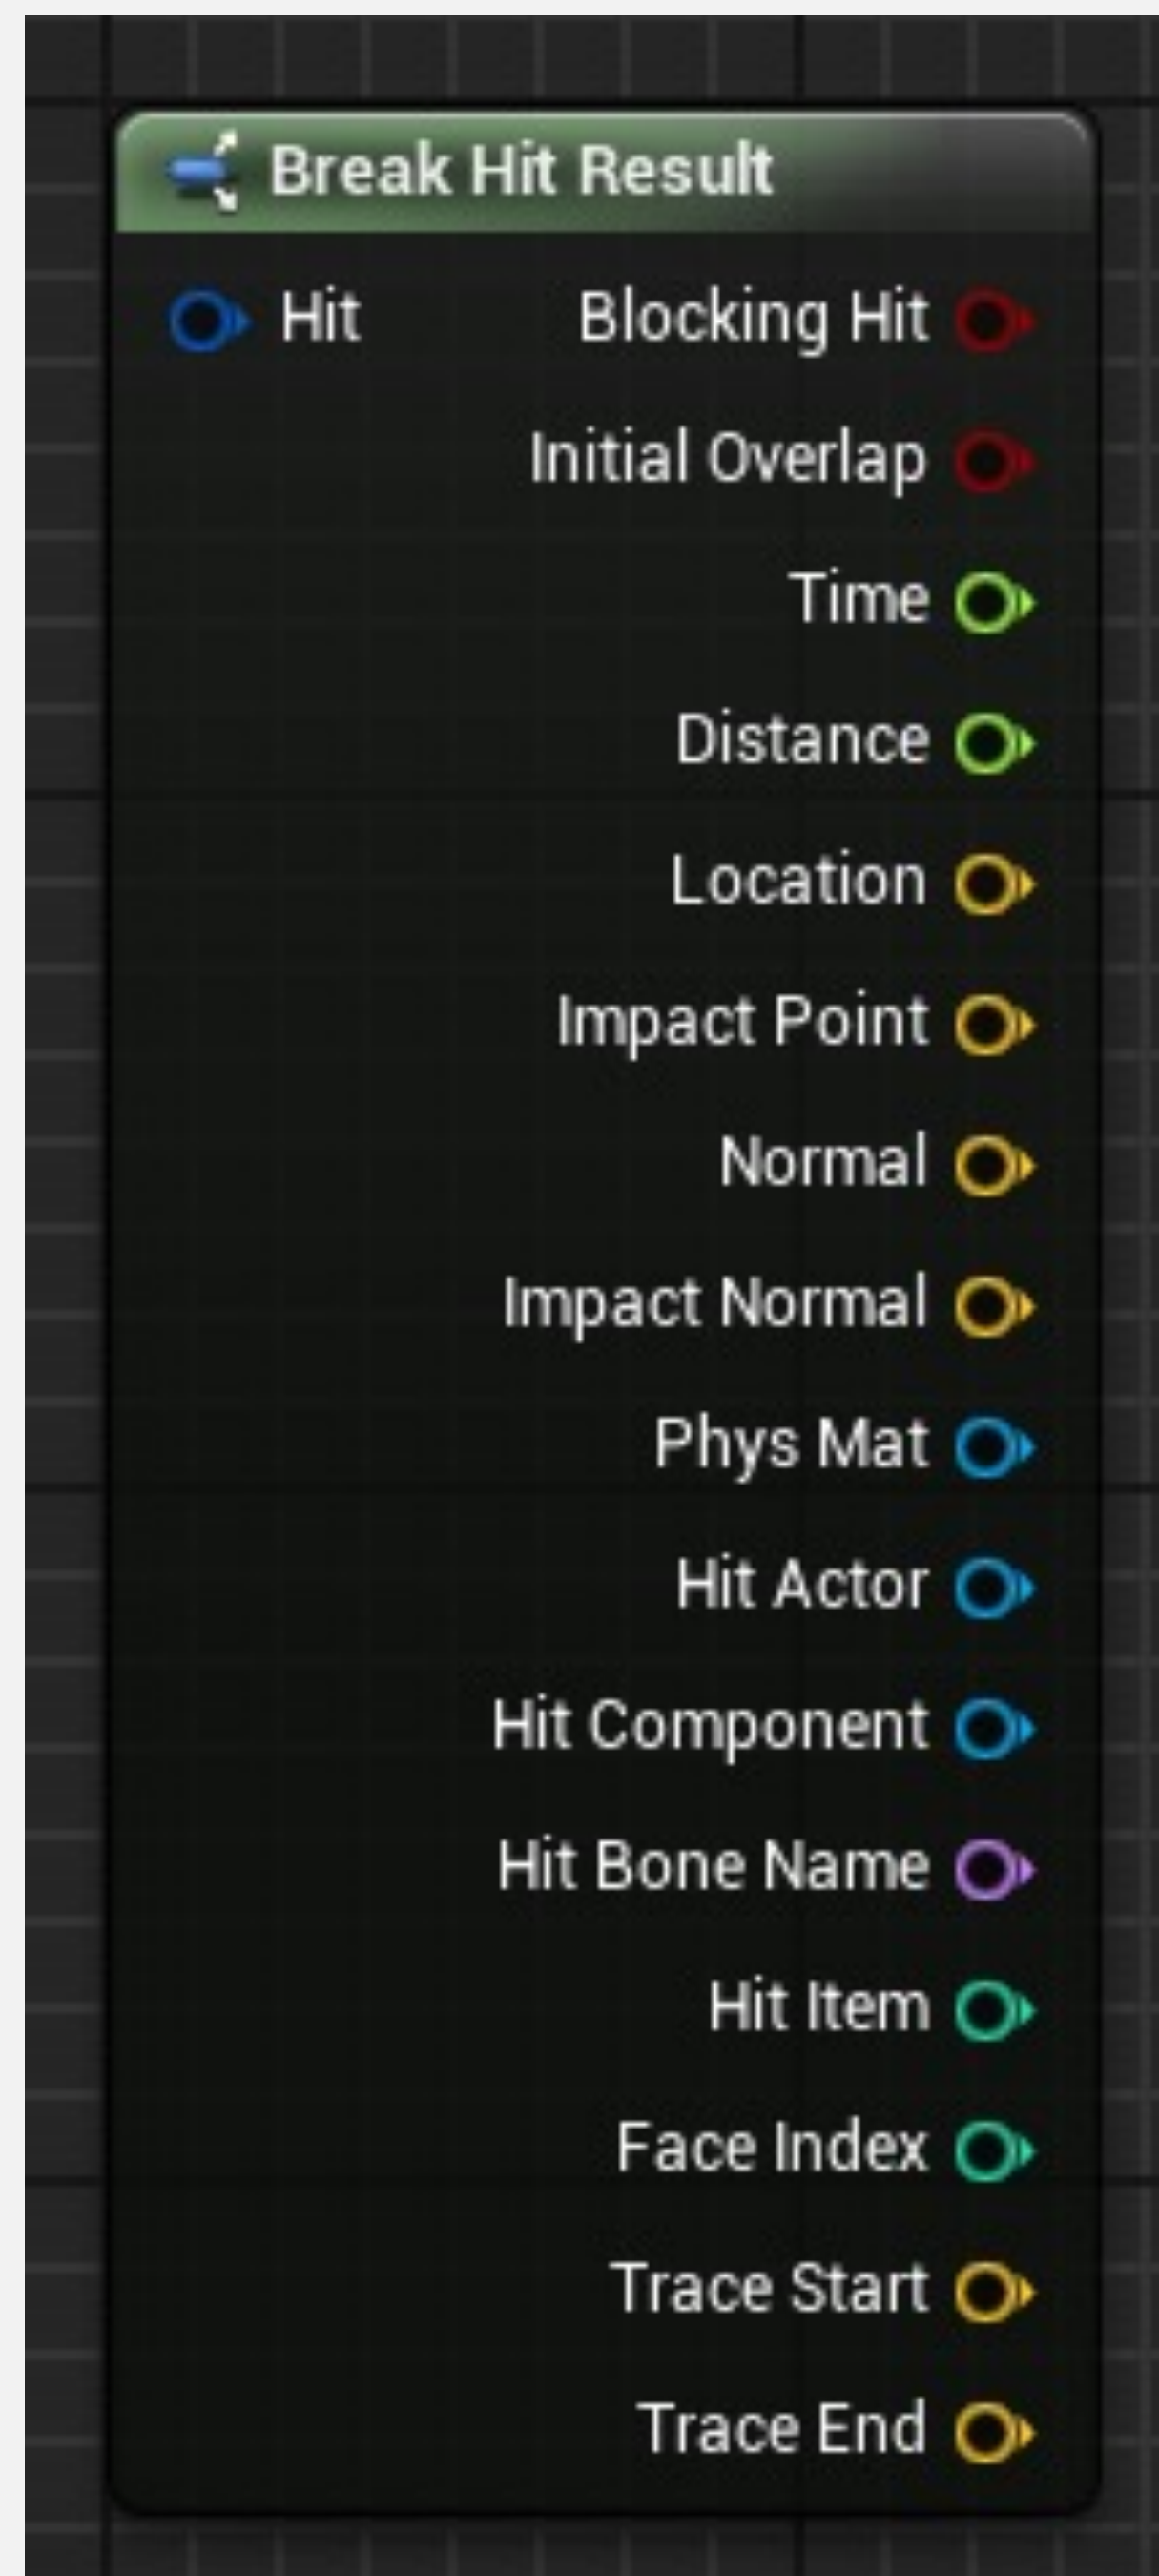 Break Hit Result
Hit
Blocking Hit
Initial Overlap
Time
Distance
Location
Impact Point
Normal
Impact Normal
Phys Mat
Hit Actor
Hit Component
Hit Bone Name
Hit Item
Face Index
Trace Start
Trace End